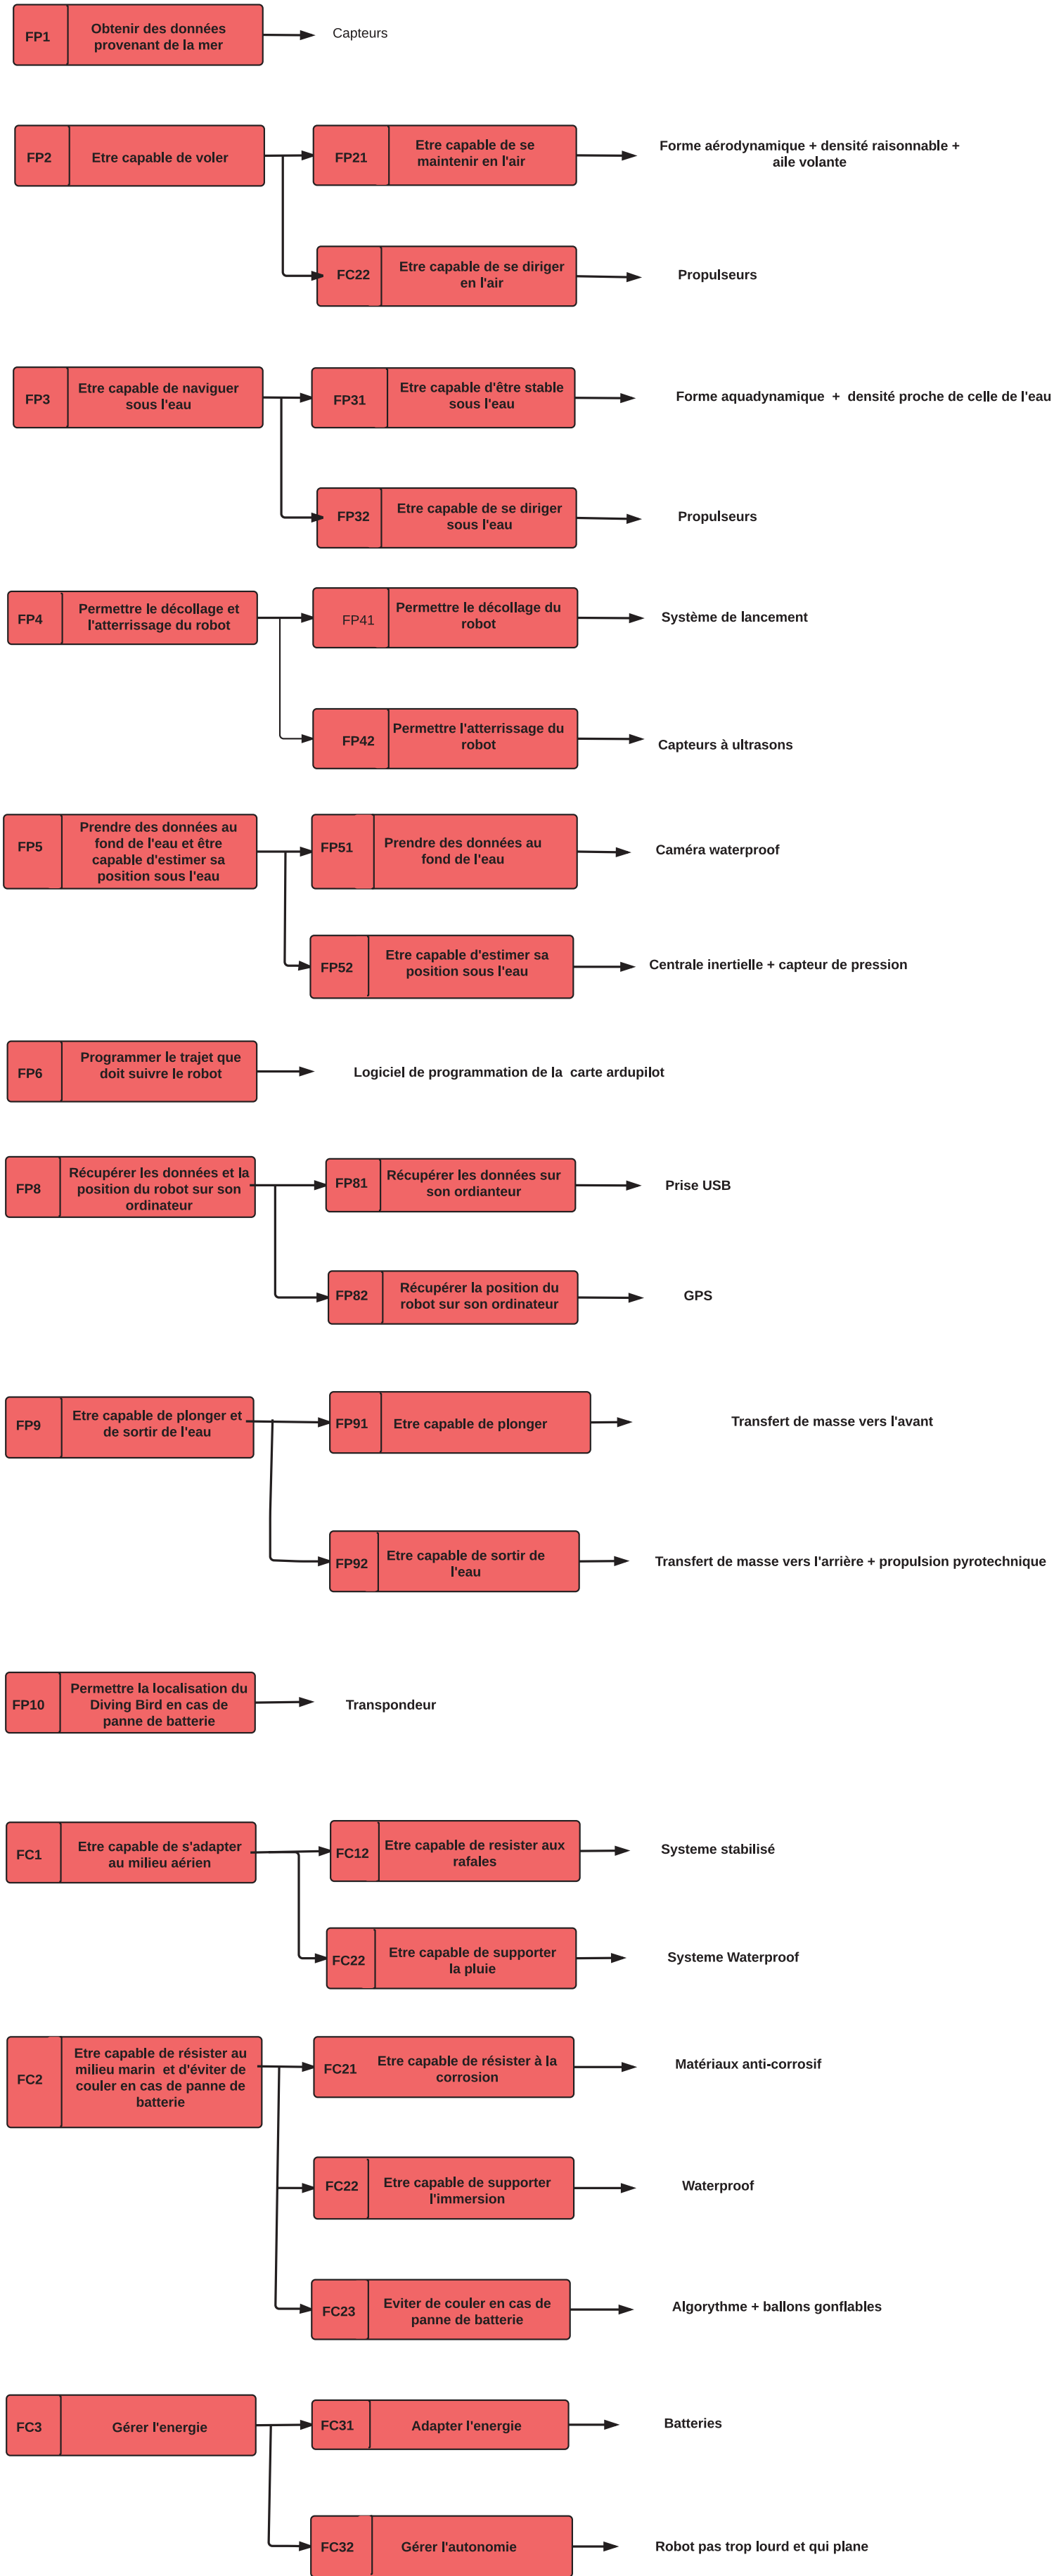 FP1
Obtenir des données
provenant de la mer
Capteurs
FP2
Etre capable de voler
FP21
Etre capable de se
maintenir en l'air
Forme aérodynamique + densité raisonnable +
aile volante
FC22
Etre capable de se diriger
en l'air
Propulseurs
FP3
Etre capable de naviguer
sous l'eau
FP31
Etre capable d'être stable
sous l'eau
Forme aquadynamique + densité proche de celle de l'eau
FP32
Etre capable de se diriger
sous l'eau
Propulseurs
FP4
Permettre le décollage et
l'atterrissage du robot
FP41
Permettre le décollage du
robot
Système de lancement
FP42
Permettre l'atterrissage du
robot
Capteurs à ultrasons
FP5
Prendre des données au
fond de l'eau et être
capable d'estimer sa
position sous l'eau
FP51
Prendre des données au
fond de l'eau
Caméra waterproof
FP52
Etre capable d'estimer sa
position sous l'eau
Centrale inertielle + capteur de pression
FP6
Programmer le trajet que
doit suivre le robot
Logiciel de programmation de la carte ardupilot
FP8
Récupérer les données et la
position du robot sur son
ordinateur
FP81
Récupérer les données sur
son ordianteur
Prise USB
FP82
Récupérer la position du
robot sur son ordinateur
GPS
FP9
Etre capable de plonger et
de sortir de l'eau
FP91
Etre capable de plonger
Transfert de masse vers l'avant
FP92
Etre capable de sortir de
l'eau
Transfert de masse vers l'arrière + propulsion pyrotechnique
FP10
Permettre la localisation du
Diving Bird en cas de
panne de batterie
Transpondeur
FC1
Etre capable de s'adapter
au milieu aérien
FC12
Etre capable de resister aux
rafales
Systeme stabilisé
FC22
Etre capable de supporter
la pluie
Systeme Waterproof
FC2
Etre capable de résister au
milieu marin et d'éviter de
couler en cas de panne de
batterie
FC21
Etre capable de résister à la
corrosion
Matériaux anti-corrosif
FC22
Etre capable de supporter
l'immersion
Waterproof
FC23
Eviter de couler en cas de
panne de batterie
Algorythme + ballons gonflables
FC3
Gérer l'energie
FC31
Adapter l'energie
Batteries
FC32
Gérer l'autonomie
Robot pas trop lourd et qui plane